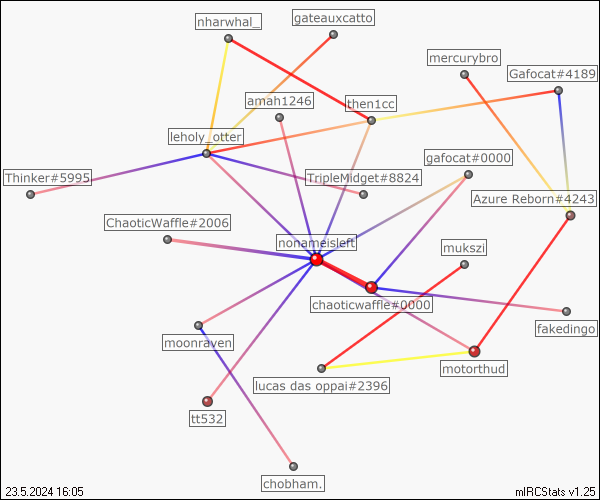 nharwhal_
gateauxcatto
mercurybro
Gafocat#4189
amah1246
then1cc
leholy_otter
gafocat#0000
Thinker#5995
TripleMidget#8824
Azure Reborn#4243
ChaoticWaffle#2006
nonameisleft
mukszi
chaoticwaffle#0000
fakedingo
moonraven
motorthud
lucas das oppai#2396
tt532
chobham.
23.5.2024 16:05
mIRCStats v1.25